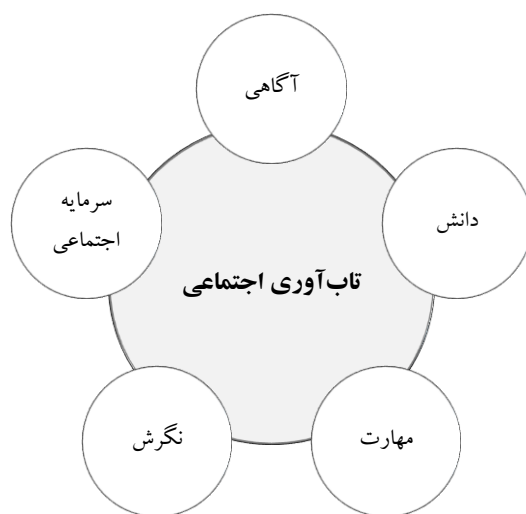 آگاهی
دانش
سرمایه
اجتماعی
تاب‌آوری اجتماعی
مهارت
نگرش